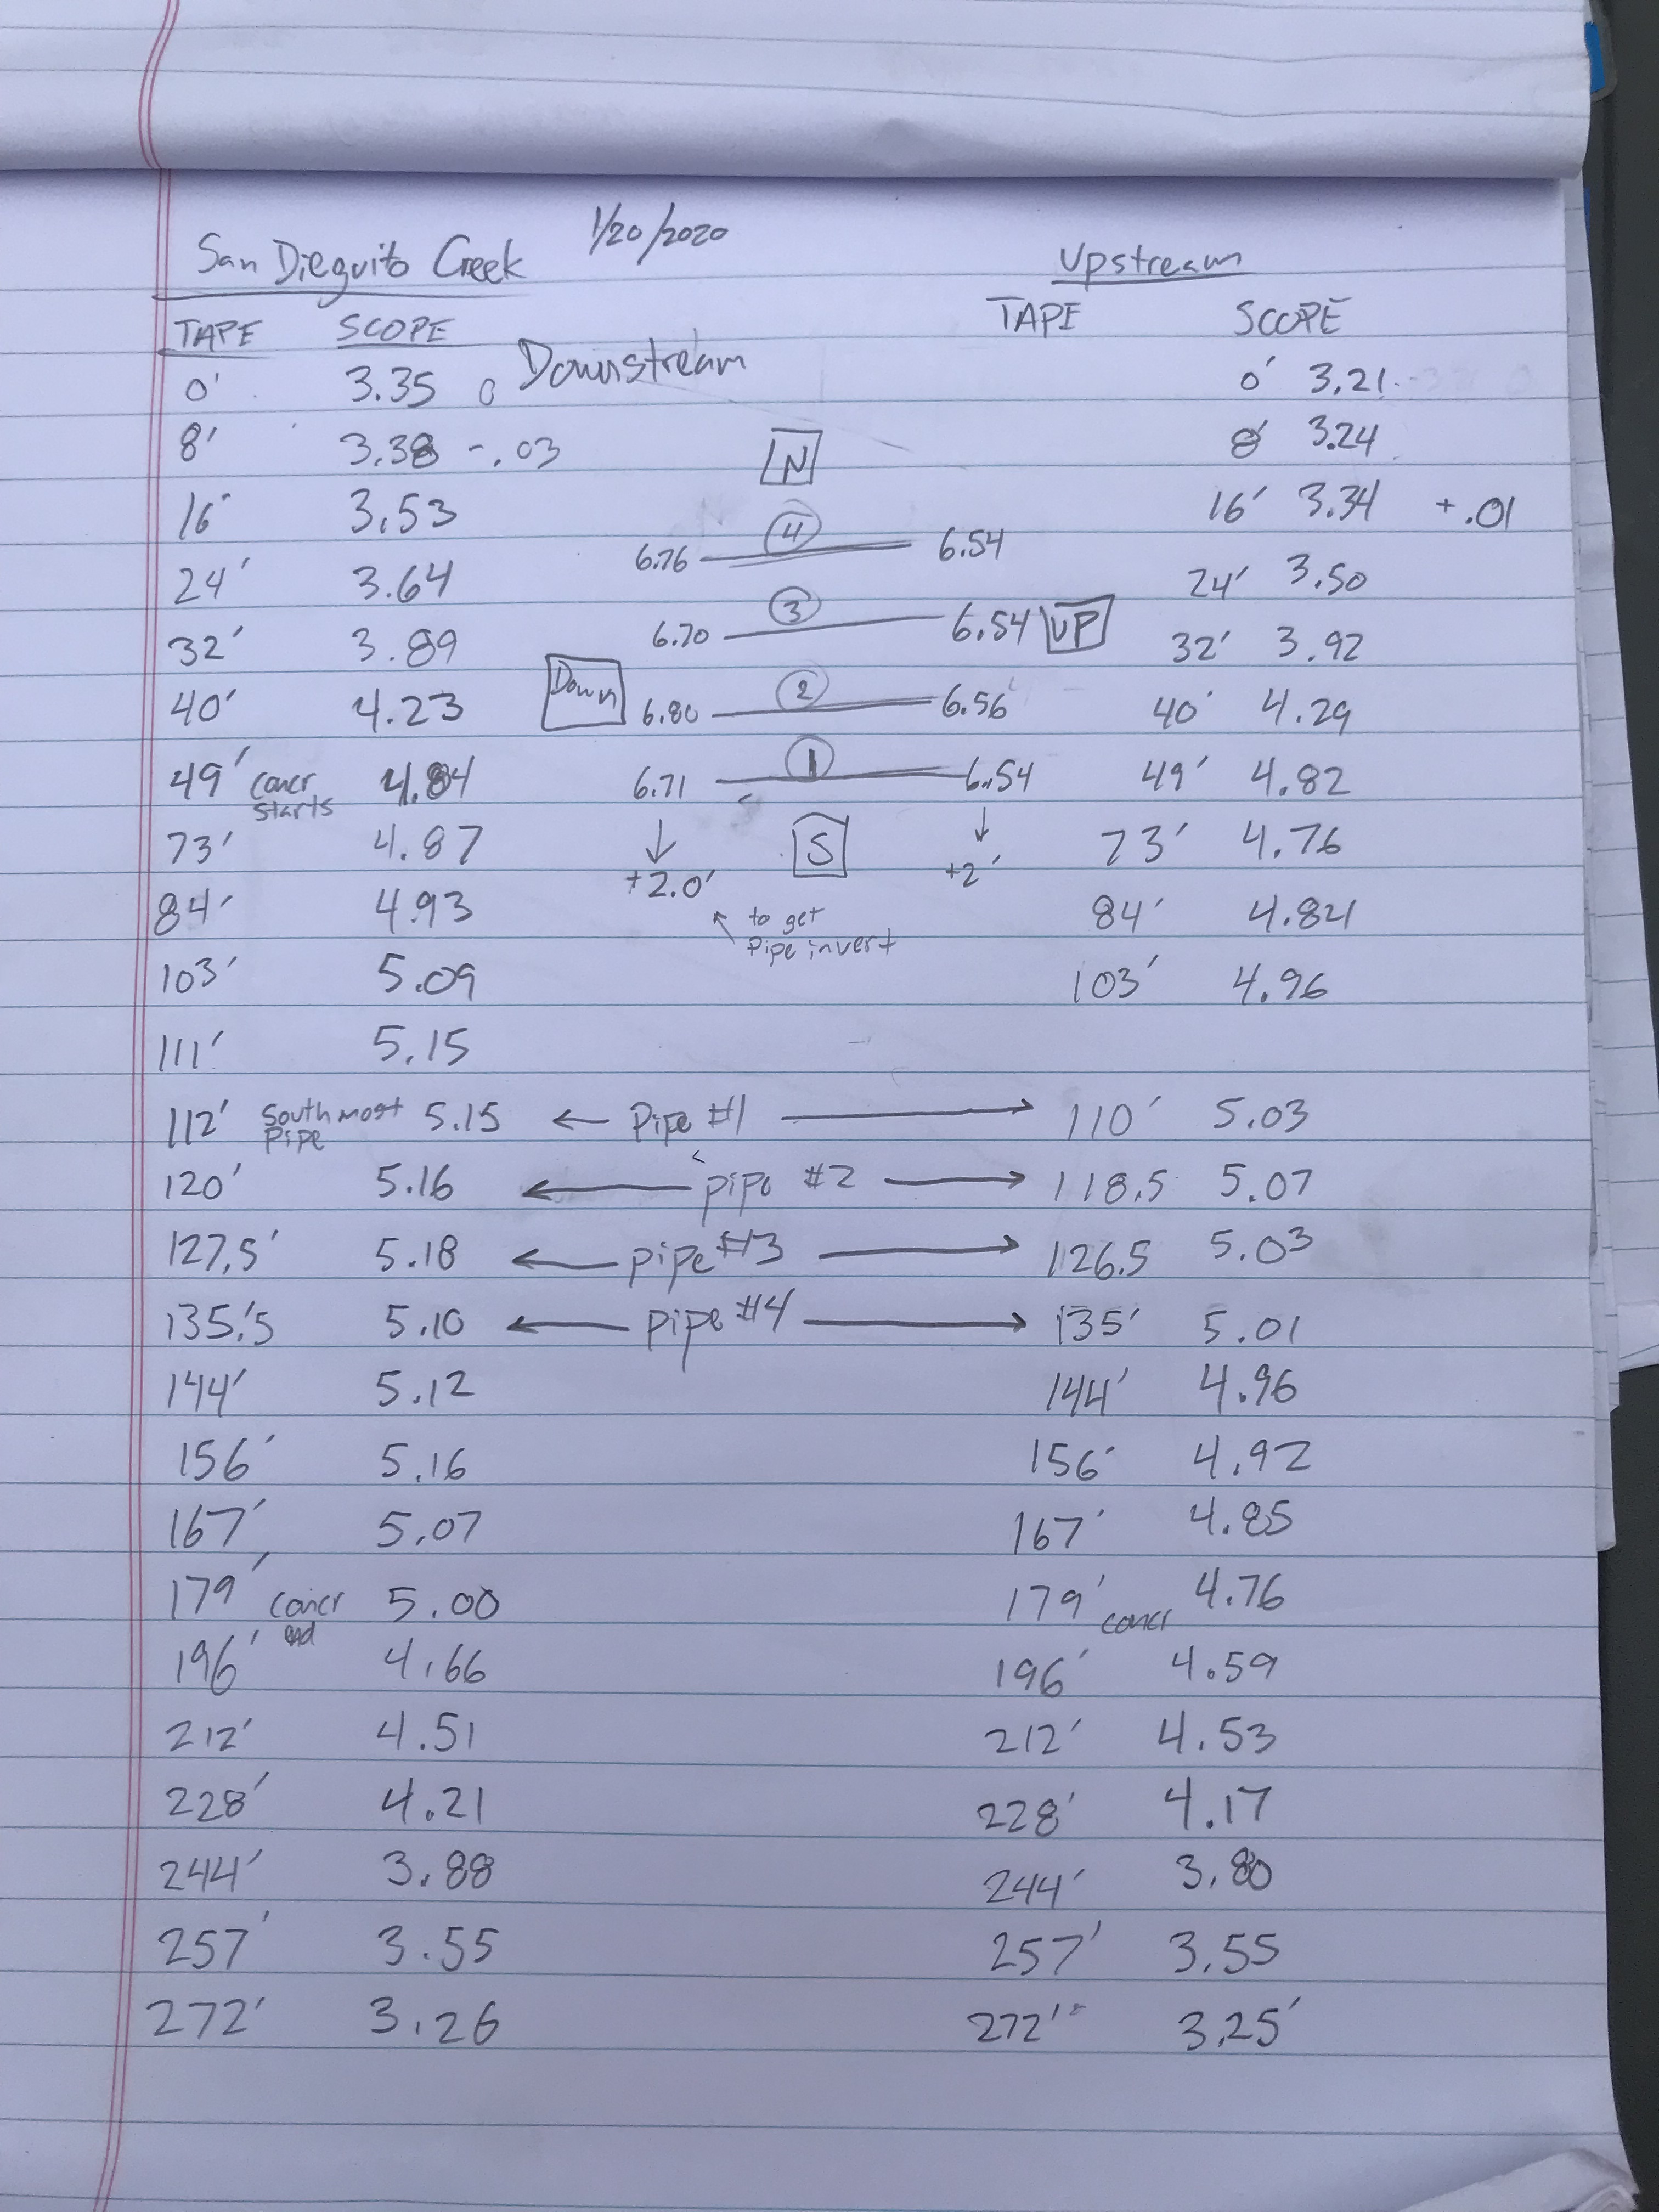 San Dieguito Creek 1/20/2020 Upstream
TAPE SCOPE TAPE SCOPE
0' 3.35 0 Downstream 0' 3.21
8' 3.38 -.03 N 8' 3.24
16' 3.53 4 16' 3.34 +.01
24' 3.64 6.76 6.54 24' 3.50
32' 3.89 6.70 3 6.54 UP 32' 3.92
40' 4.23 Down 6.80 2 6.56 40' 4.29
49' concr starts 4.84 6.71 1 6.54 49' 4.82
73' 4.87 ↓ S ↓ 73' 4.76
+2.0' +2'
84' 4.93 ↖ to get 84' 4.84
pipe invert
103' 5.09 103' 4.96
111' 5.15
112' Southmost pipe 5.15 ← Pipe #1 → 110' 5.03
120' 5.16 ← pipe #2 → 118.5 5.07
127.5' 5.18 ← pipe #3 → 126.5 5.03
135.'5 5.10 ← pipe #4 → 135' 5.01
144' 5.12 144' 4.96
156' 5.16 156' 4.92
167' 5.07 167' 4.85
179' concr end 5.00 179' concr 4.76
196' 4.66 196' 4.59
212' 4.51 212' 4.53
228' 4.21 228' 4.17
244' 3.88 244' 3.80
257' 3.55 257' 3.55
272' 3.26 272' 3.25'